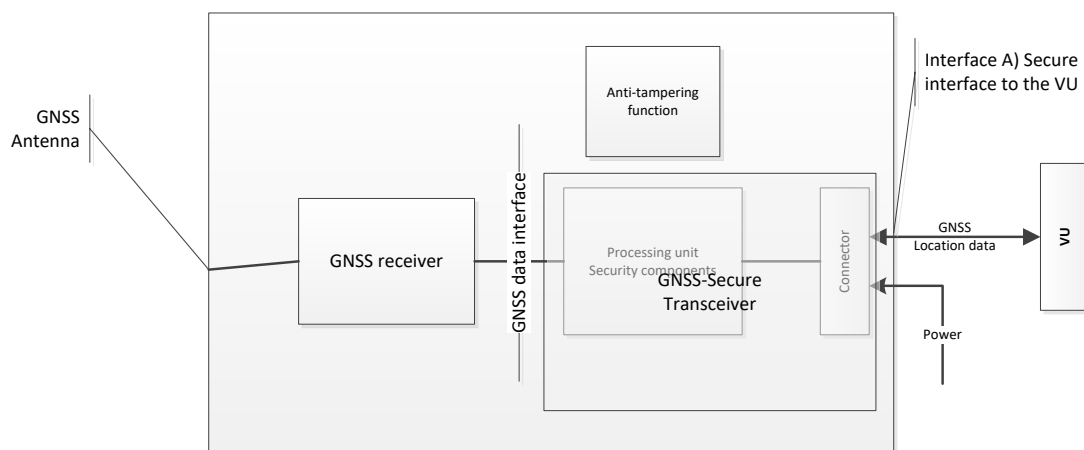 GNSS
Antenna
Anti-tampering
function
Interface A) Secure
interface to the VU
GNSS receiver
GNSS data interface
Processing unit
Security components
GNSS-Secure
Transceiver
Connector
GNSS
Location data
VU
Power